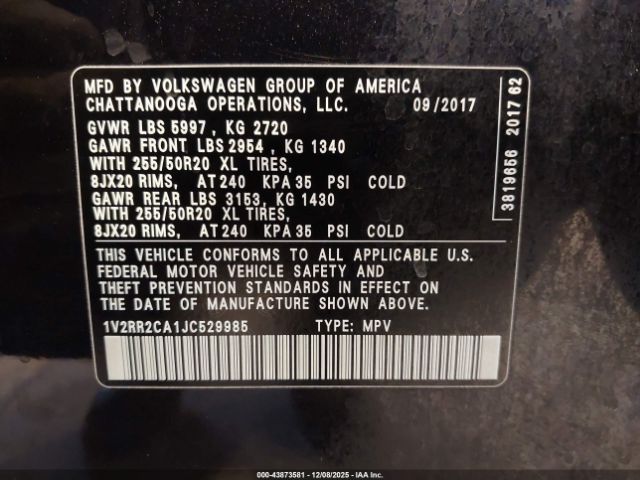 MFD BY VOLKSWAGEN GROUP OF AMERICA
CHATTANOOGA OPERATIONS, LLC. 09/2017
GVWR LBS 5997, KG 2720
GAWR FRONT LBS 2954, KG 1340
WITH 255/50R20 XL TIRES,
8JX20 RIMS, AT 240 KPA 35 PSI COLD
GAWR REAR LBS 3153, KG 1430
WITH 255/50R20 XL TIRES,
8JX20 RIMS, AT 240 KPA 35 PSI COLD
THIS VEHICLE CONFORMS TO ALL APPLICABLE U.S.
FEDERAL MOTOR VEHICLE SAFETY AND
THEFT PREVENTION STANDARDS IN EFFECT ON
THE DATE OF MANUFACTURE SHOWN ABOVE.
1V2RR2CA1JC529985 TYPE: MPV
3819656 2017 62
000-43873581 - 12/08/2025 - IAA Inc.